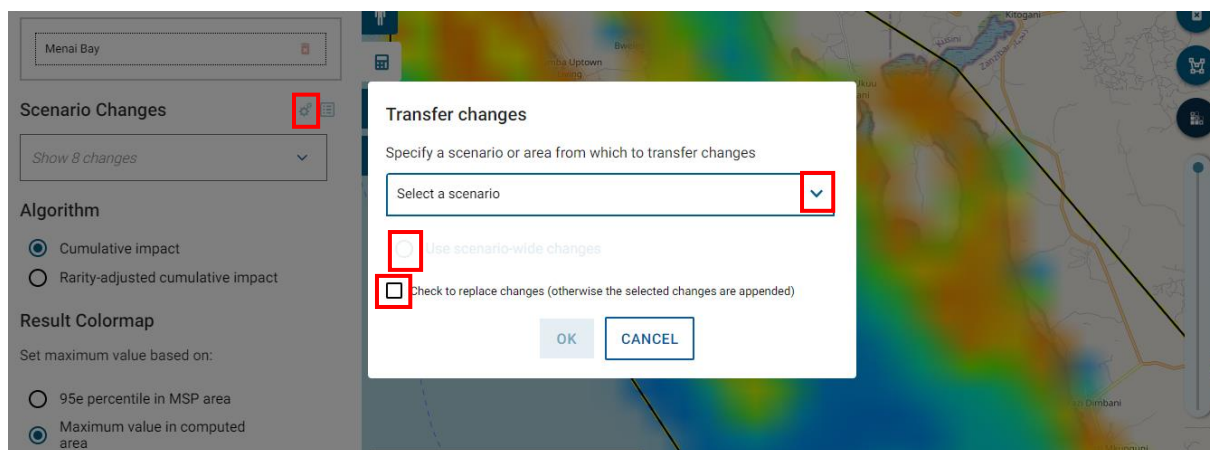 Menai Bay
Scenario Changes
Show 8 changes
Algorithm
Cumulative impact
Rarity-adjusted cumulative impact
Result Colormap
Set maximum value based on:
95e percentile in MSP area
Maximum value in computed
area
Transfer changes
Specify a scenario or area from which to transfer changes
Select a scenario
Use scenario-wide changes
Check to replace changes (otherwise the selected changes are appended)
OK
CANCEL
Kitogani
Uptown
Dimbani